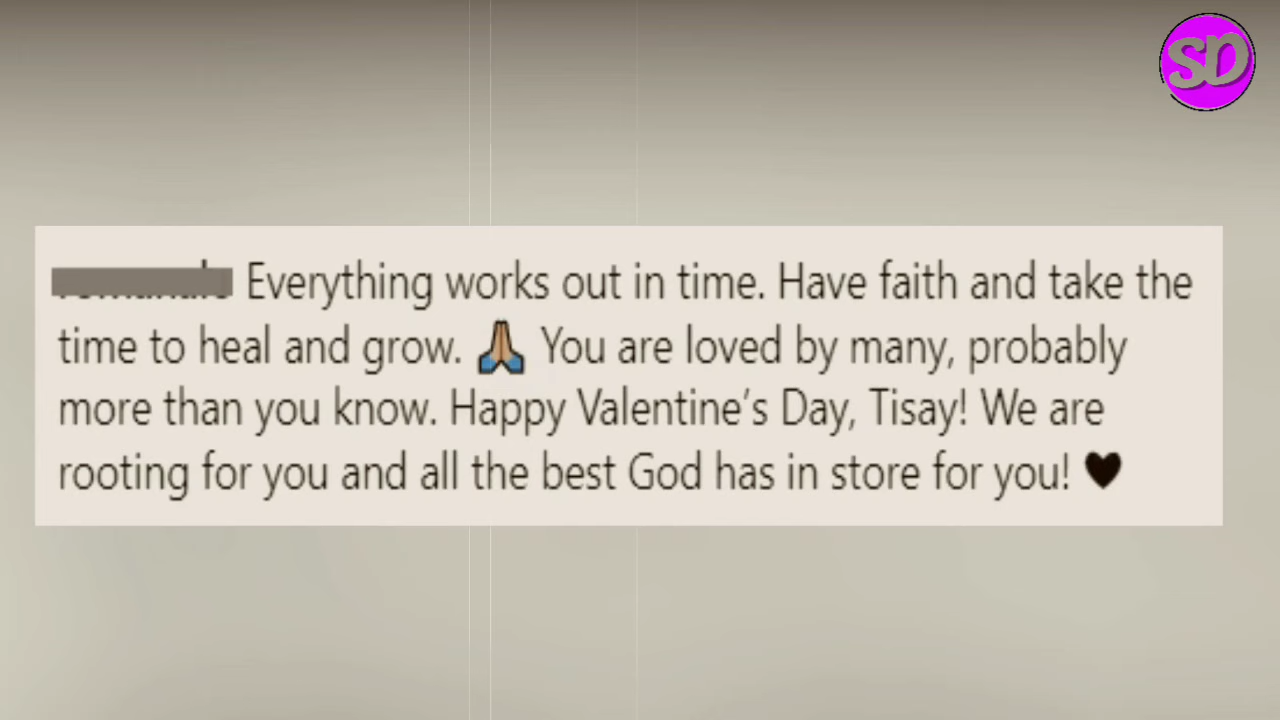 SD
Everything works out in time. Have faith and take the
time to heal and grow. 🙏🏽 You are loved by many, probably
more than you know. Happy Valentine’s Day, Tisay! We are
rooting for you and all the best God has in store for you! 🖤